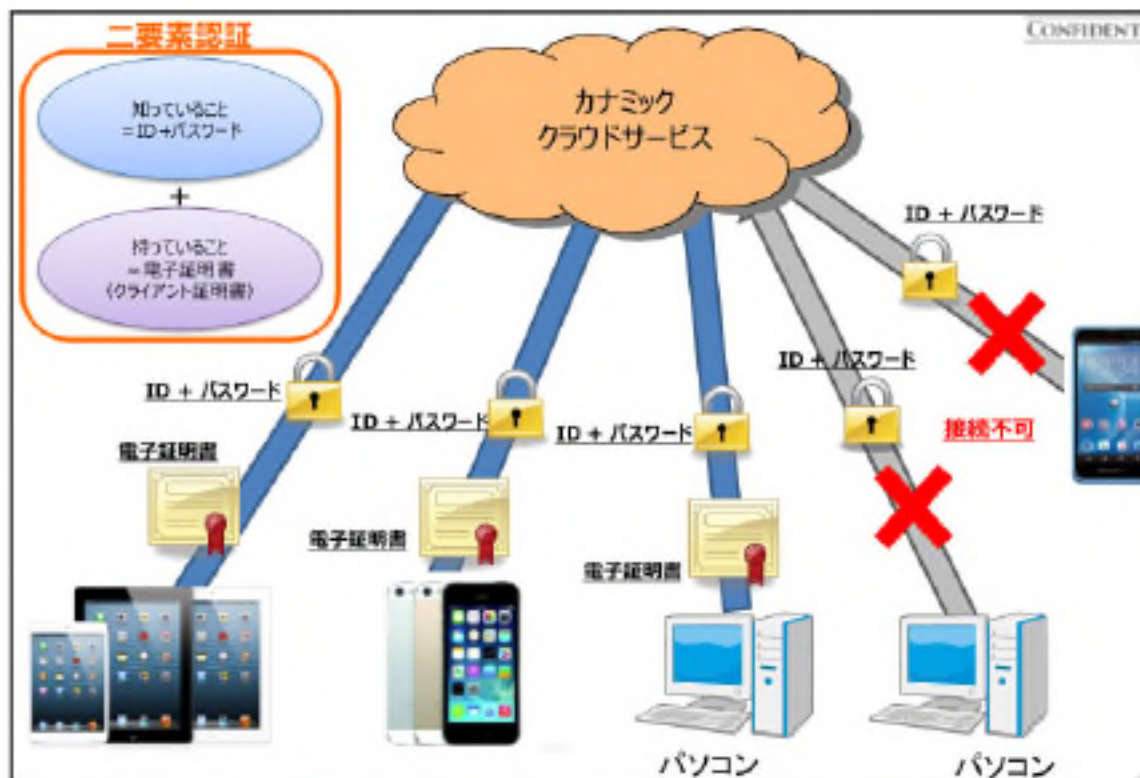 二要素認証
CONFIDENT
知っていること
=ID+パスワード
+
持っていること
=電子証明書
(クライアント証明書)
カナミック
クラウドサービス
ID + パスワード
ID + パスワード
ID + パスワード
ID + パスワード
ID + パスワード
接続不可
電子証明書
電子証明書
電子証明書
パソコン
パソコン